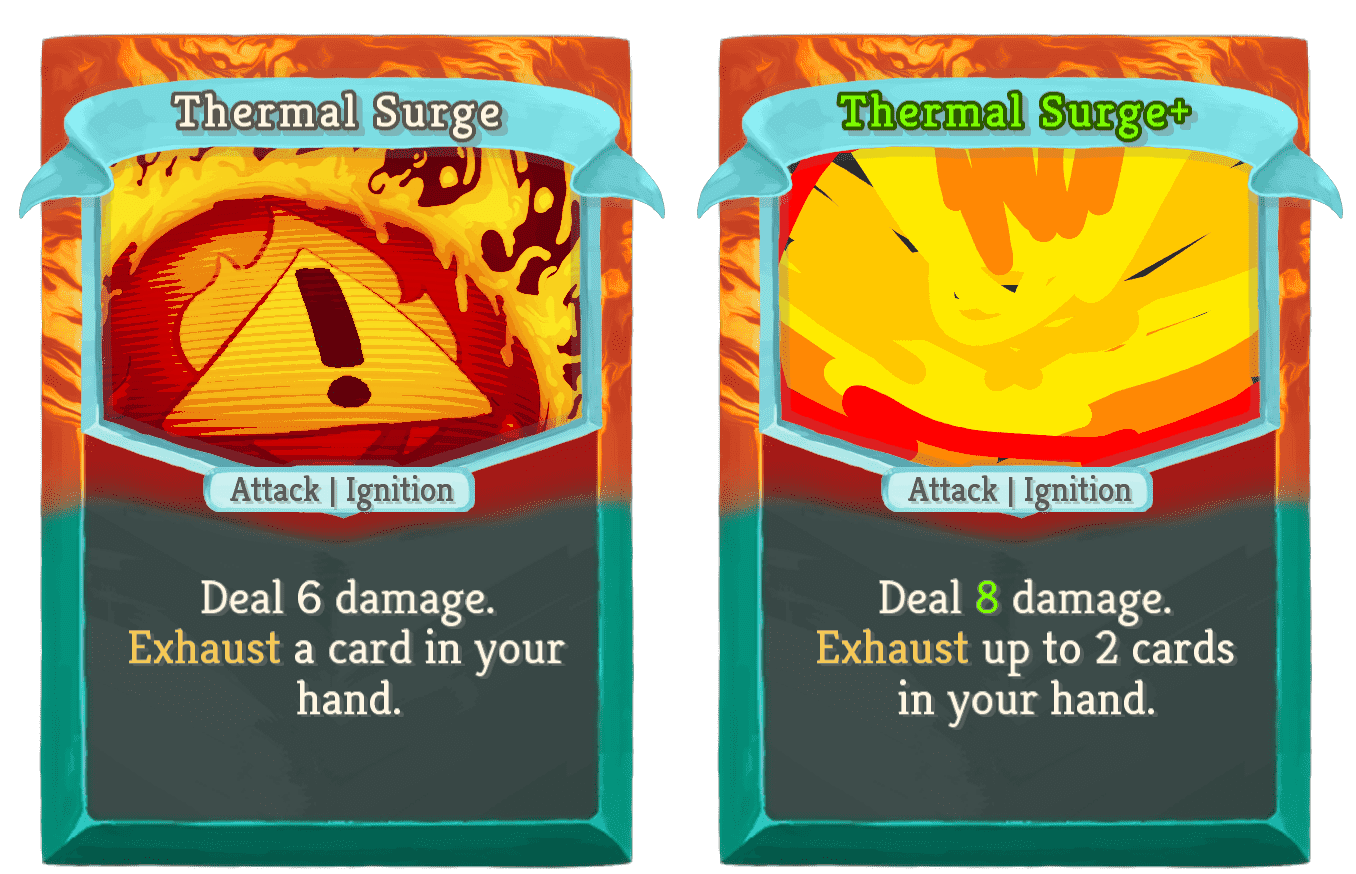 Thermal Surge
!
Attack | Ignition
Deal 6 damage.
Exhaust a card in your
hand.
Thermal Surge+
Attack | Ignition
Deal 8 damage.
Exhaust up to 2 cards
in your hand.